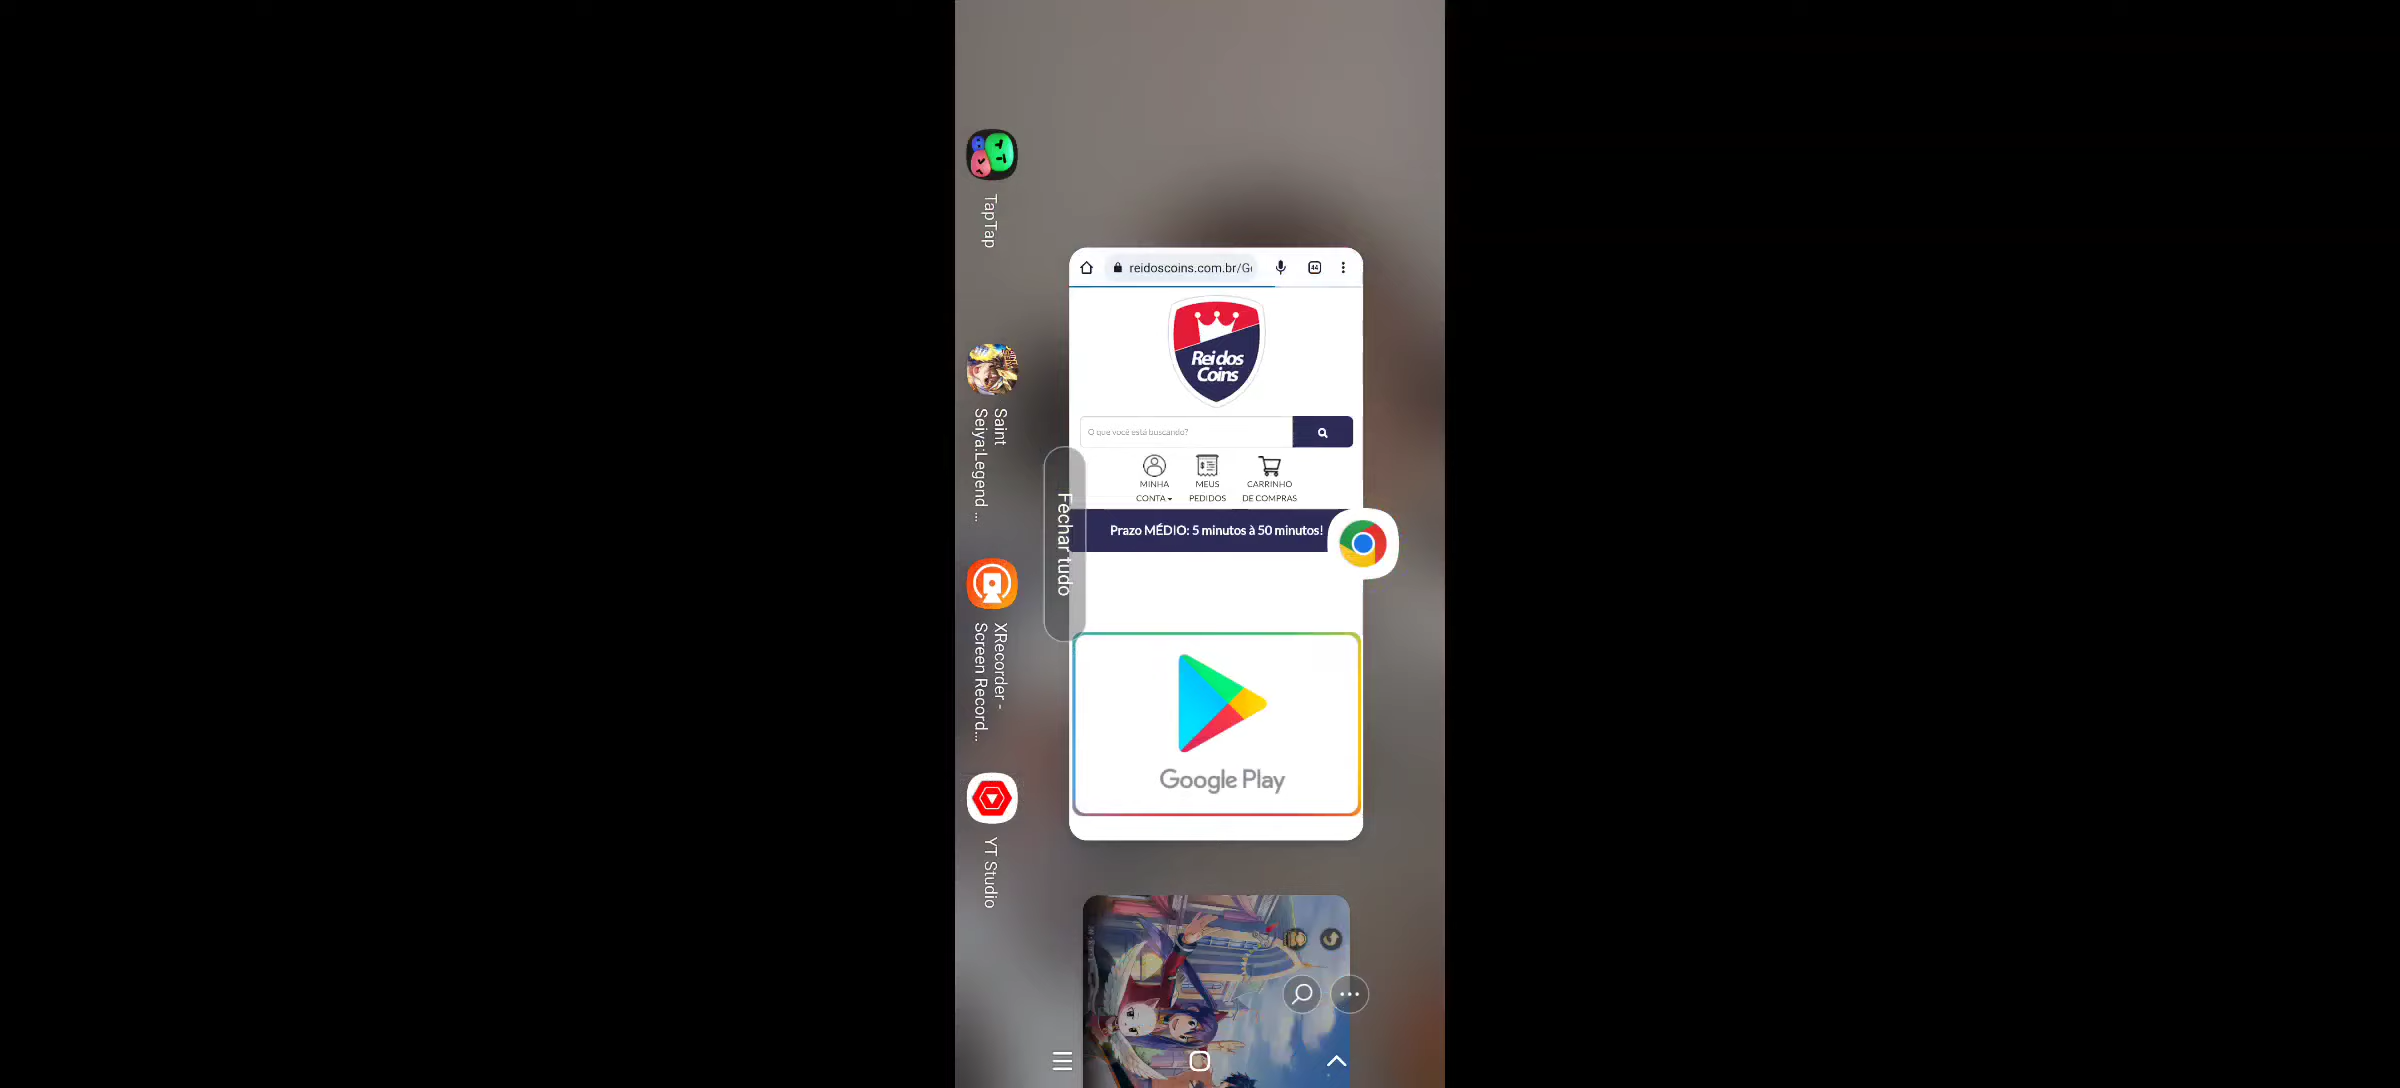 TapTap
Saint
Seiya:Legend ...
XRecorder -
Screen Record...
YT Studio
Fechar tudo
reidoscoins.com.br/G
44
Rei dos
Coins
O que você está buscando?
MINHA
CONTA
MEUS
PEDIDOS
CARRINHO
DE COMPRAS
Prazo MÉDIO: 5 minutos à 50 minutos!
Google Play